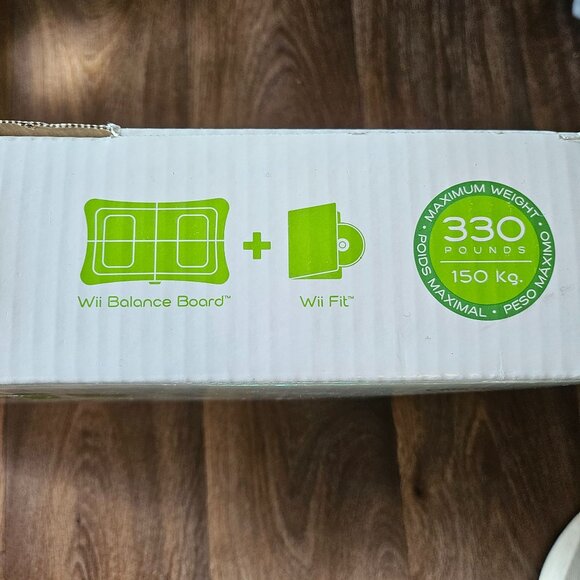 Wii Balance Board™
+
Wii Fit™
MAXIMUM WEIGHT •
330
POUNDS
150 Kg.
POIDS MAXIMAL • PESO MÁXIMO •